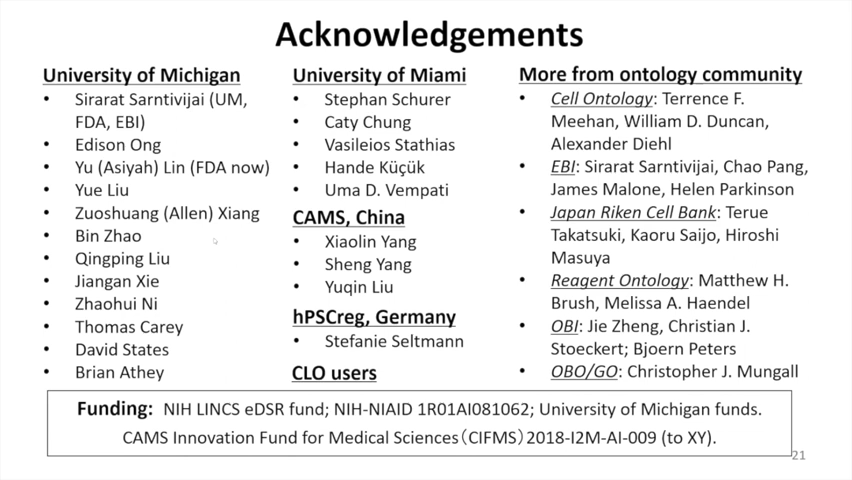 Acknowledgements
University of Michigan
• Sirarat Sarntivijai (UM,
FDA, EBI)
• Edison Ong
• Yu (Asiyah) Lin (FDA now)
• Yue Liu
• Zuoshuang (Allen) Xiang
• Bin Zhao
• Qingping Liu
• Jiangan Xie
• Zhaohui Ni
• Thomas Carey
• David States
• Brian Athey
University of Miami
• Stephan Schurer
• Caty Chung
• Vasileios Stathias
• Hande Küçük
• Uma D. Vempati
CAMS, China
• Xiaolin Yang
• Sheng Yang
• Yuqin Liu
hPSCreg, Germany
• Stefanie Seltmann
CLO users
More from ontology community
• Cell Ontology: Terrence F.
Meehan, William D. Duncan,
Alexander Diehl
• EBI: Sirarat Sarntivijai, Chao Pang,
James Malone, Helen Parkinson
• Japan Riken Cell Bank: Terue
Takatsuki, Kaoru Saijo, Hiroshi
Masuya
• Reagent Ontology: Matthew H.
Brush, Melissa A. Haendel
• OBI: Jie Zheng, Christian J.
Stoeckert; Bjoern Peters
• OBO/GO: Christopher J. Mungall
Funding: NIH LINCS eDSR fund; NIH-NIAID 1R01AI081062; University of Michigan funds.
CAMS Innovation Fund for Medical Sciences（CIFMS）2018-I2M-AI-009 (to XY).
21